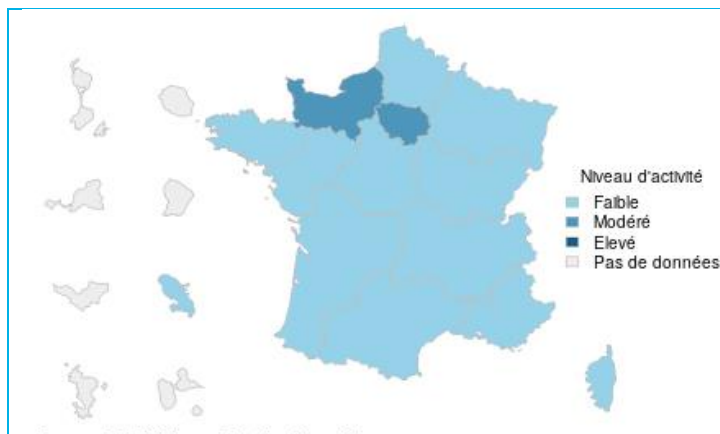 Niveau d'activité
Faible
Modéré
Elevé
Pas de données